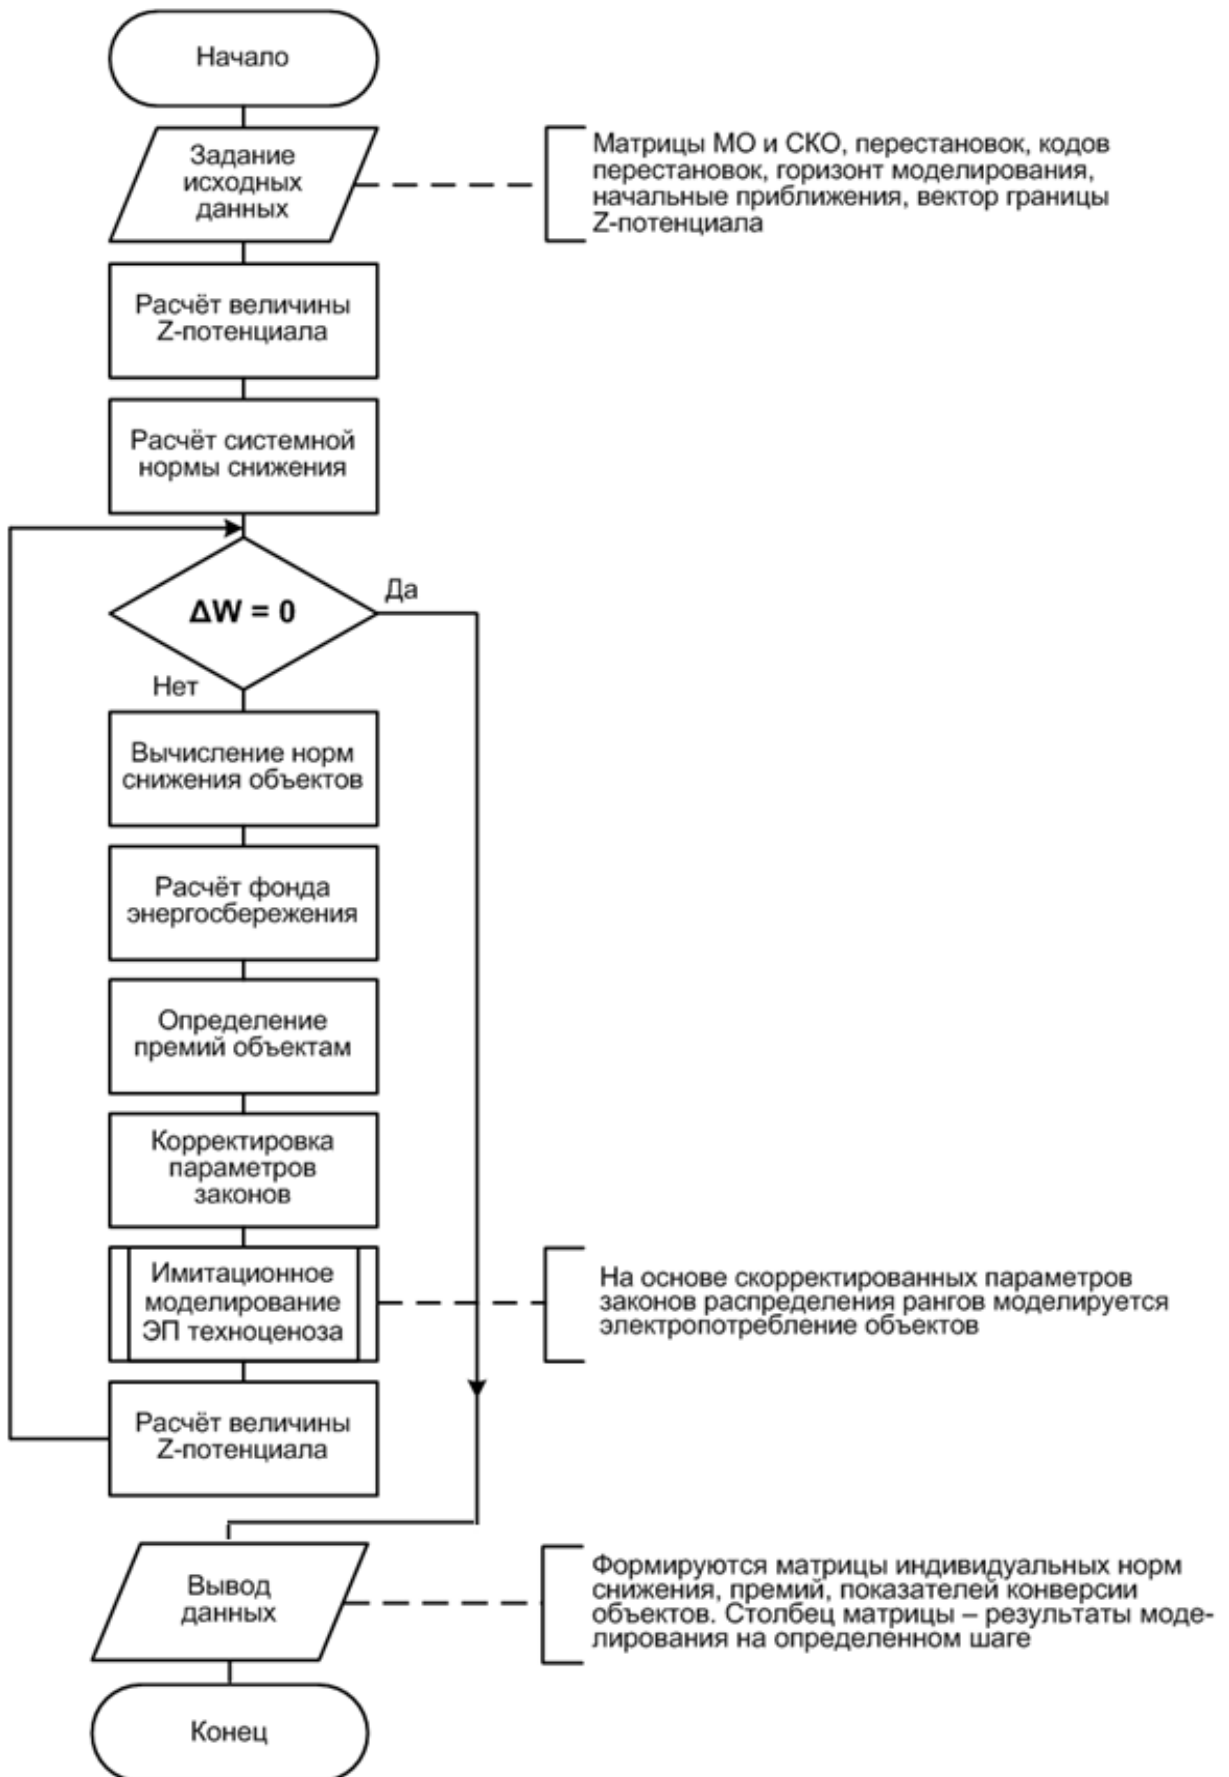 Начало
Задание
исходных
данных
Матрицы МО и СКО, перестановок, кодов
перестановок, горизонт моделирования,
начальные приближения, вектор границы
Z-потенциала
Расчёт величины
Z-потенциала
Расчёт системной
нормы снижения
ΔW = 0
Да
Нет
Вычисление норм
снижения объектов
Расчёт фонда
энергосбережения
Определение
премий объектам
Корректировка
параметров
законов
Имитационное
моделирование
ЭП техноценоза
На основе скорректированных параметров
законов распределения рангов моделируется
электропотребление объектов
Расчёт величины
Z-потенциала
Вывод
данных
Формируются матрицы индивидуальных норм
снижения, премий, показателей конверсии
объектов. Столбец матрицы – результаты моде-
лирования на определенном шаге
Конец